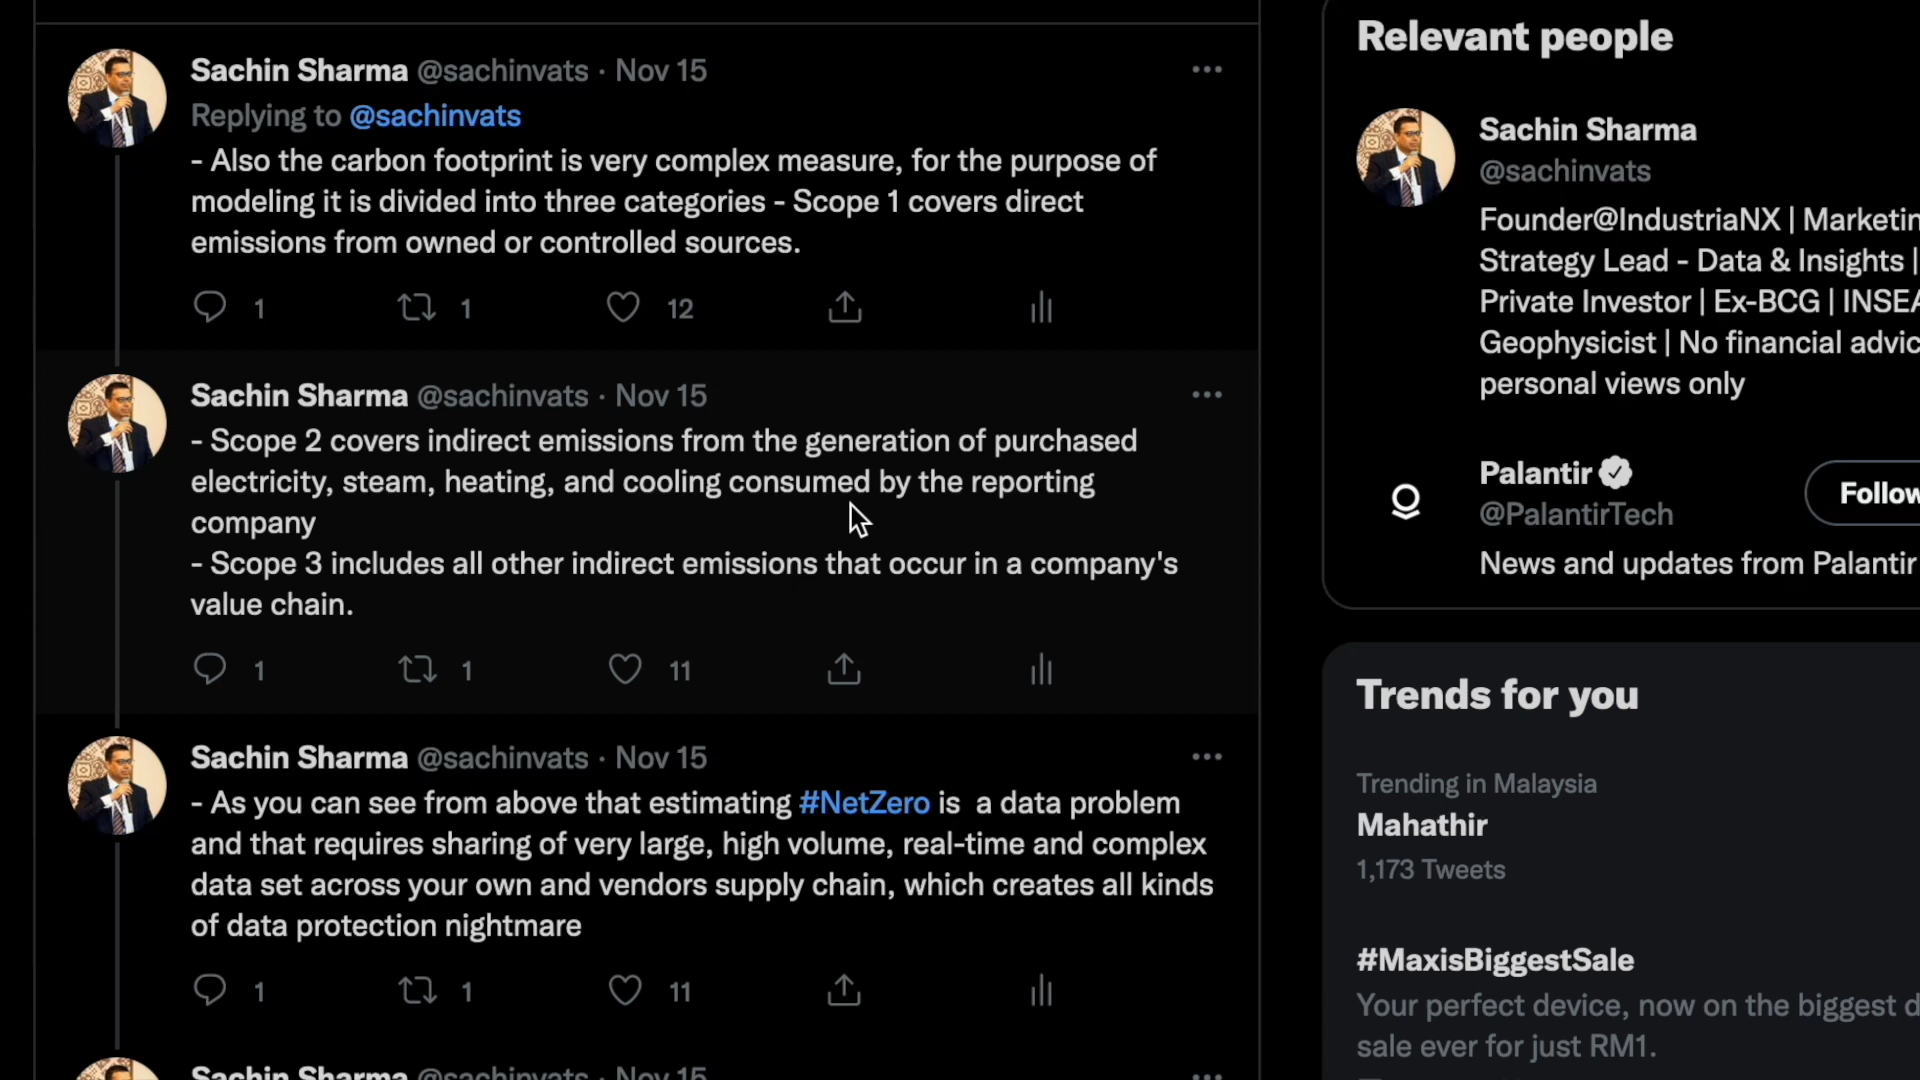 Sachin Sharma @sachinvats · Nov 15
Replying to @sachinvats
- Also the carbon footprint is very complex measure, for the purpose of
modeling it is divided into three categories - Scope 1 covers direct
emissions from owned or controlled sources.
1 1 12
Sachin Sharma @sachinvats · Nov 15
- Scope 2 covers indirect emissions from the generation of purchased
electricity, steam, heating, and cooling consumed by the reporting
company
- Scope 3 includes all other indirect emissions that occur in a company's
value chain.
1 1 11
Sachin Sharma @sachinvats · Nov 15
- As you can see from above that estimating #NetZero is  a data problem
and that requires sharing of very large, high volume, real-time and complex
data set across your own and vendors supply chain, which creates all kinds
of data protection nightmare
1 1 11
Sachin Sharma @sachinvats · Nov 15
Relevant people
Sachin Sharma
@sachinvats
Founder@IndustriaNX | Marketin
Strategy Lead - Data & Insights |
Private Investor | Ex-BCG | INSEA
Geophysicist | No financial advic
personal views only
Palantir
@PalantirTech
Follow
News and updates from Palantir
Trends for you
Trending in Malaysia
Mahathir
1,173 Tweets
#MaxisBiggestSale
Your perfect device, now on the biggest d
sale ever for just RM1.